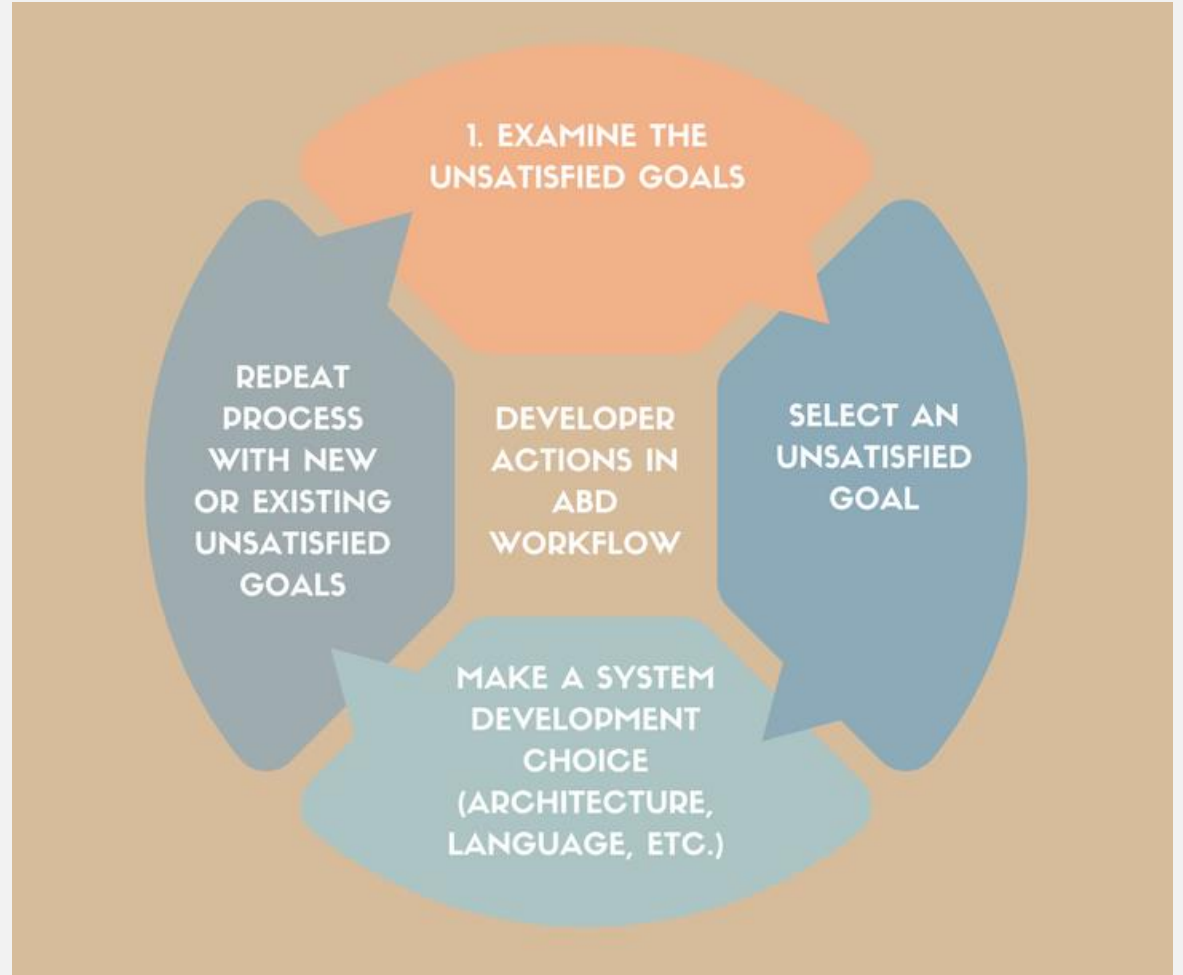 1. EXAMINE THE
UNSATISFIED GOALS
SELECT AN
UNSATISFIED
GOAL
MAKE A SYSTEM
DEVELOPMENT
CHOICE
(ARCHITECTURE,
LANGUAGE, ETC.)
REPEAT
PROCESS
WITH NEW
OR EXISTING
UNSATISFIED
GOALS
DEVELOPER
ACTIONS IN
ABD
WORKFLOW